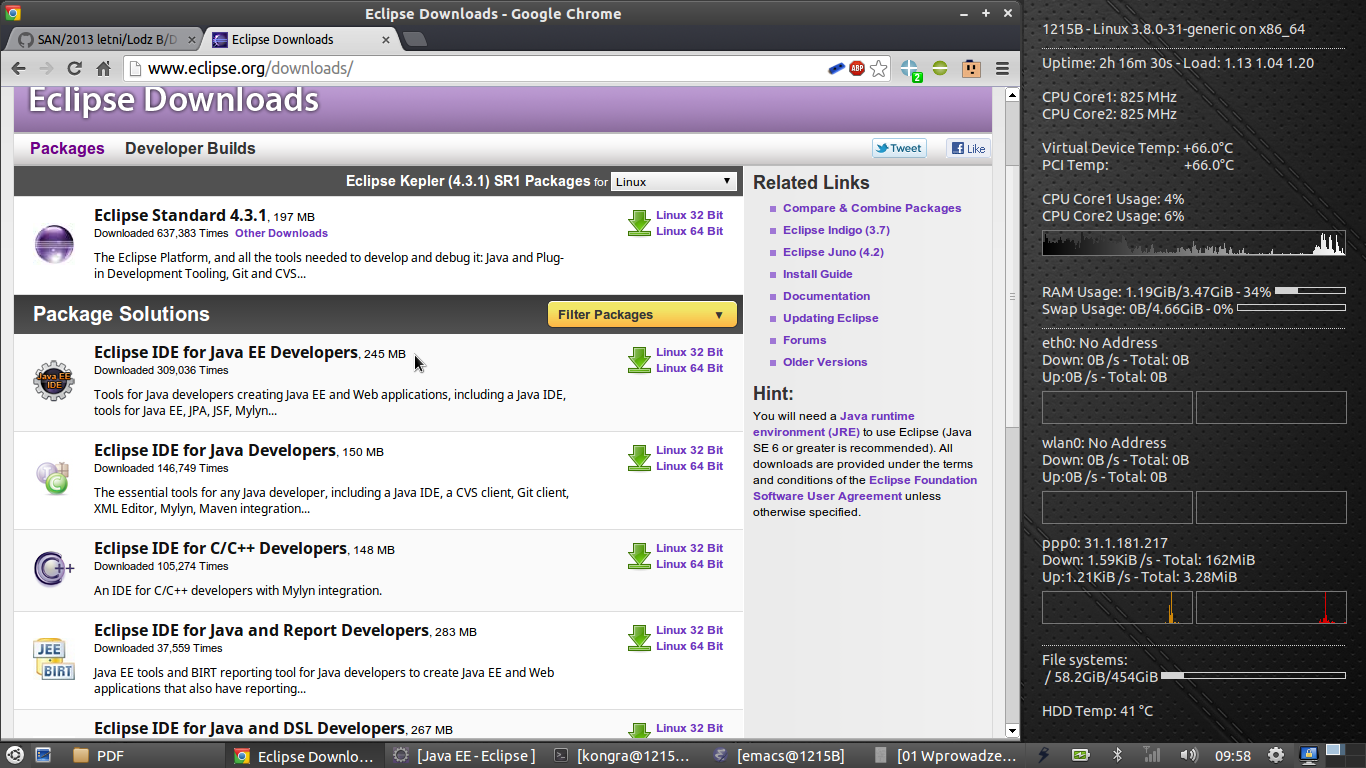 Eclipse Downloads - Google Chrome
SAN/2013 letni/Lodz B/D
Eclipse Downloads
www.eclipse.org/downloads/
ABP
2
Eclipse Downloads
Packages
Developer Builds
Tweet
Like
Eclipse Kepler (4.3.1) SR1 Packages for Linux
Eclipse Standard 4.3.1, 197 MB
Downloaded 637,383 Times Other Downloads
The Eclipse Platform, and all the tools needed to develop and debug it: Java and Plug-
in Development Tooling, Git and CVS...
Linux 32 Bit
Linux 64 Bit
Package Solutions
Filter Packages
Java EE
IDE
Eclipse IDE for Java EE Developers, 245 MB
Downloaded 309,036 Times
Tools for Java developers creating Java EE and Web applications, including a Java IDE,
tools for Java EE, JPA, JSF, Mylyn...
Linux 32 Bit
Linux 64 Bit
Eclipse IDE for Java Developers, 150 MB
Downloaded 146,749 Times
The essential tools for any Java developer, including a Java IDE, a CVS client, Git client,
XML Editor, Mylyn, Maven integration...
Linux 32 Bit
Linux 64 Bit
C++
Eclipse IDE for C/C++ Developers, 148 MB
Downloaded 105,274 Times
An IDE for C/C++ developers with Mylyn integration.
Linux 32 Bit
Linux 64 Bit
JEE
BIRT
Eclipse IDE for Java and Report Developers, 283 MB
Downloaded 37,559 Times
Java EE tools and BIRT reporting tool for Java developers to create Java EE and Web
applications that also have reporting...
Linux 32 Bit
Linux 64 Bit
Eclipse IDE for Java and DSL Developers, 267 MB
Linux 32 Bit
Related Links
Compare & Combine Packages
Eclipse Indigo (3.7)
Eclipse Juno (4.2)
Install Guide
Documentation
Updating Eclipse
Forums
Older Versions
Hint:
You will need a Java runtime
environment (JRE) to use Eclipse (Java
SE 6 or greater is recommended). All
downloads are provided under the terms
and conditions of the Eclipse Foundation
Software User Agreement unless
otherwise specified.
1215B - Linux 3.8.0-31-generic on x86_64
Uptime: 2h 16m 30s - Load: 1.13 1.04 1.20
CPU Core1: 825 MHz
CPU Core2: 825 MHz
Virtual Device Temp: +66.0°C
PCI Temp: +66.0°C
CPU Core1 Usage: 4%
CPU Core2 Usage: 6%
RAM Usage: 1.19GiB/3.47GiB - 34%
Swap Usage: 0B/4.66GiB - 0%
eth0: No Address
Down: 0B /s - Total: 0B
Up:0B /s - Total: 0B
wlan0: No Address
Down: 0B /s - Total: 0B
Up:0B /s - Total: 0B
ppp0: 31.1.181.217
Down: 1.59KiB /s - Total: 162MiB
Up:1.21KiB /s - Total: 3.28MiB
File systems:
/ 58.2GiB/454GiB
HDD Temp: 41 °C
PDF
Eclipse Downlo...
[Java EE - Eclipse ]
[kongra@1215...
[emacs@1215B]
[01 Wprowadze...
09:58